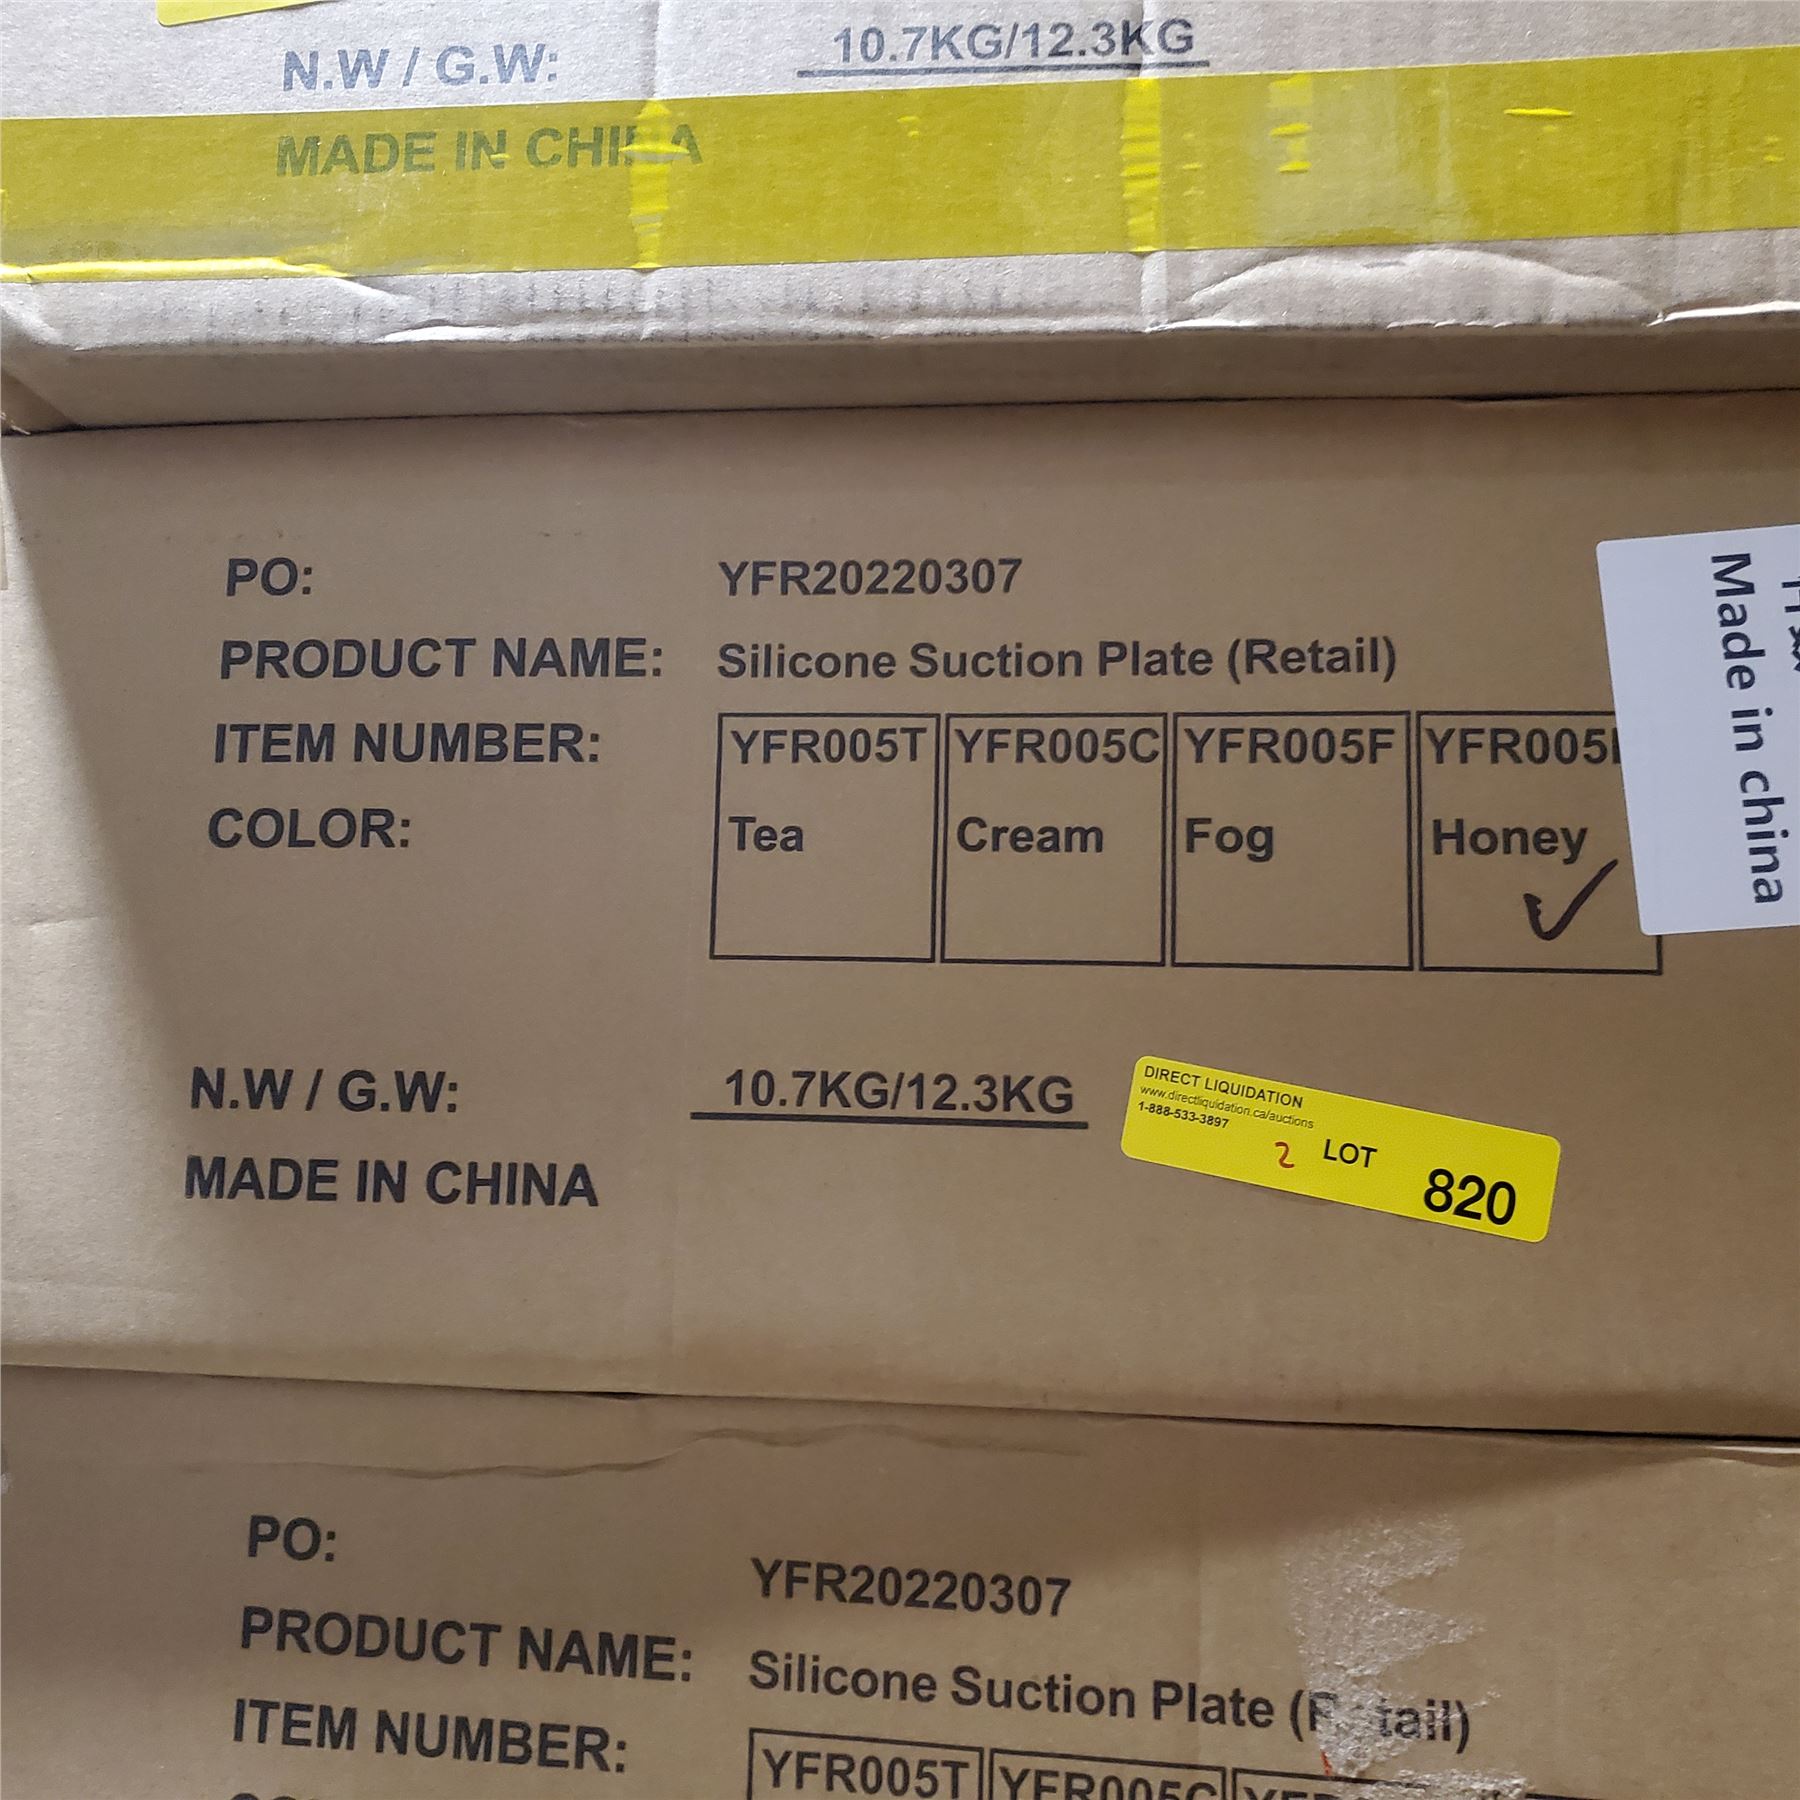 N.W / G.W: 10.7KG/12.3KG
MADE IN CHINA
PO: YFR20220307
PRODUCT NAME: Silicone Suction Plate (Retail)
ITEM NUMBER: YFR005T YFR005C YFR005F
COLOR: Tea Cream Fog Honey
Made in china
N.W / G.W: 10.7KG/12.3KG
MADE IN CHINA
DIRECT LIQUIDATION
www.directliquidation.ca/auctions
1-888-533-3897
2 LOT 820
PO: YFR20220307
PRODUCT NAME: Silicone Suction Plate (Retail)
ITEM NUMBER: YFR005T YFR005C